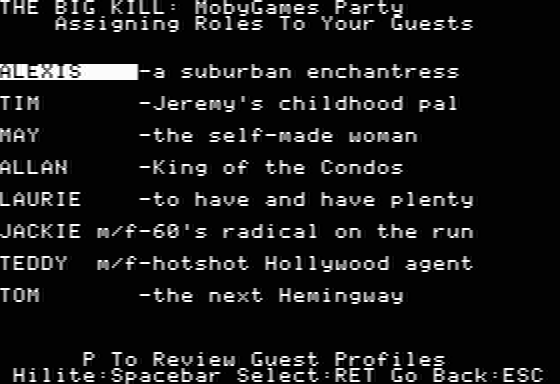 THE BIG KILL: MobyGames Party
Assigning Roles To Your Guests
ALEXIS -a suburban enchantress
TIM -Jeremy's childhood pal
MAY -the self-made woman
ALLAN -King of the Condos
LAURIE -to have and have plenty
JACKIE m/f-60's radical on the run
TEDDY m/f-hotshot Hollywood agent
TOM -the next Hemingway
P To Review Guest Profiles
Hilite:Spacebar Select:RET Go Back:ESC